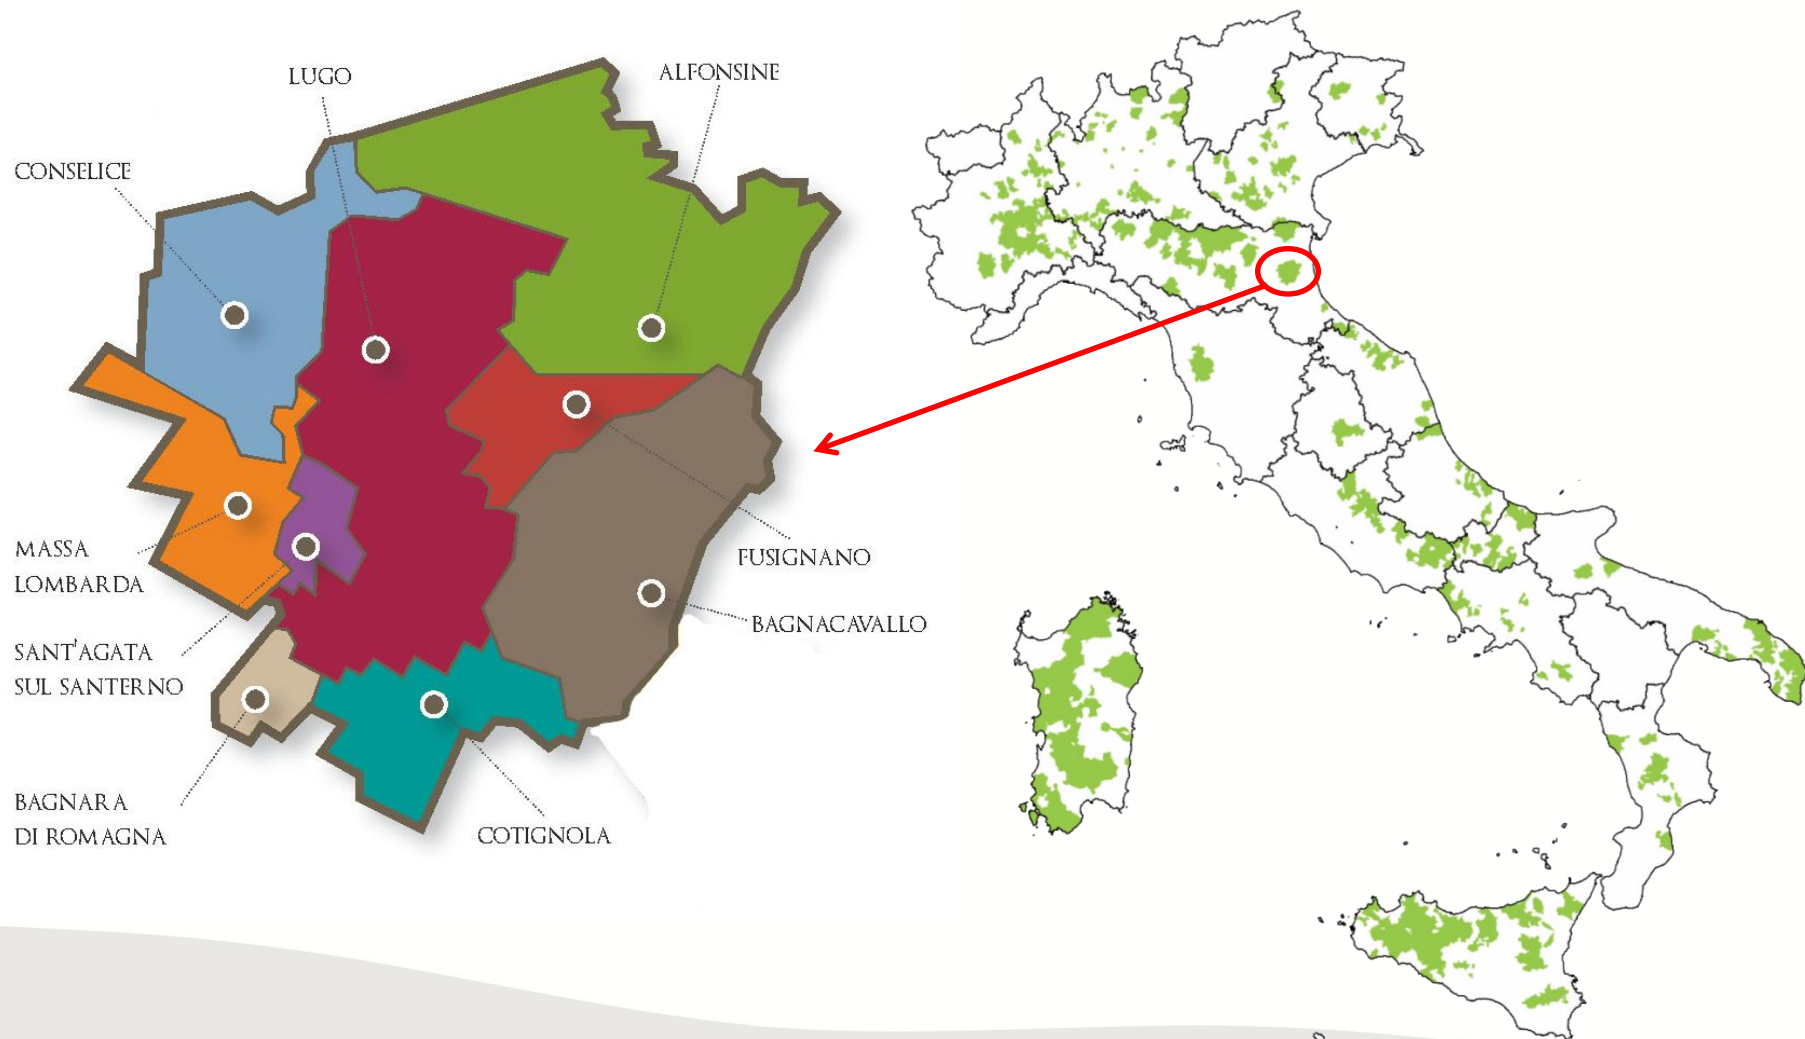 LUGO
ALFONSINE
CONSELICE
MASSA
LOMBARDA
FUSIGNANO
BAGNACAVALLO
SANT'AGATA
SUL SANTERNO
BAGNARA
DI ROMAGNA
COTIGNOLA